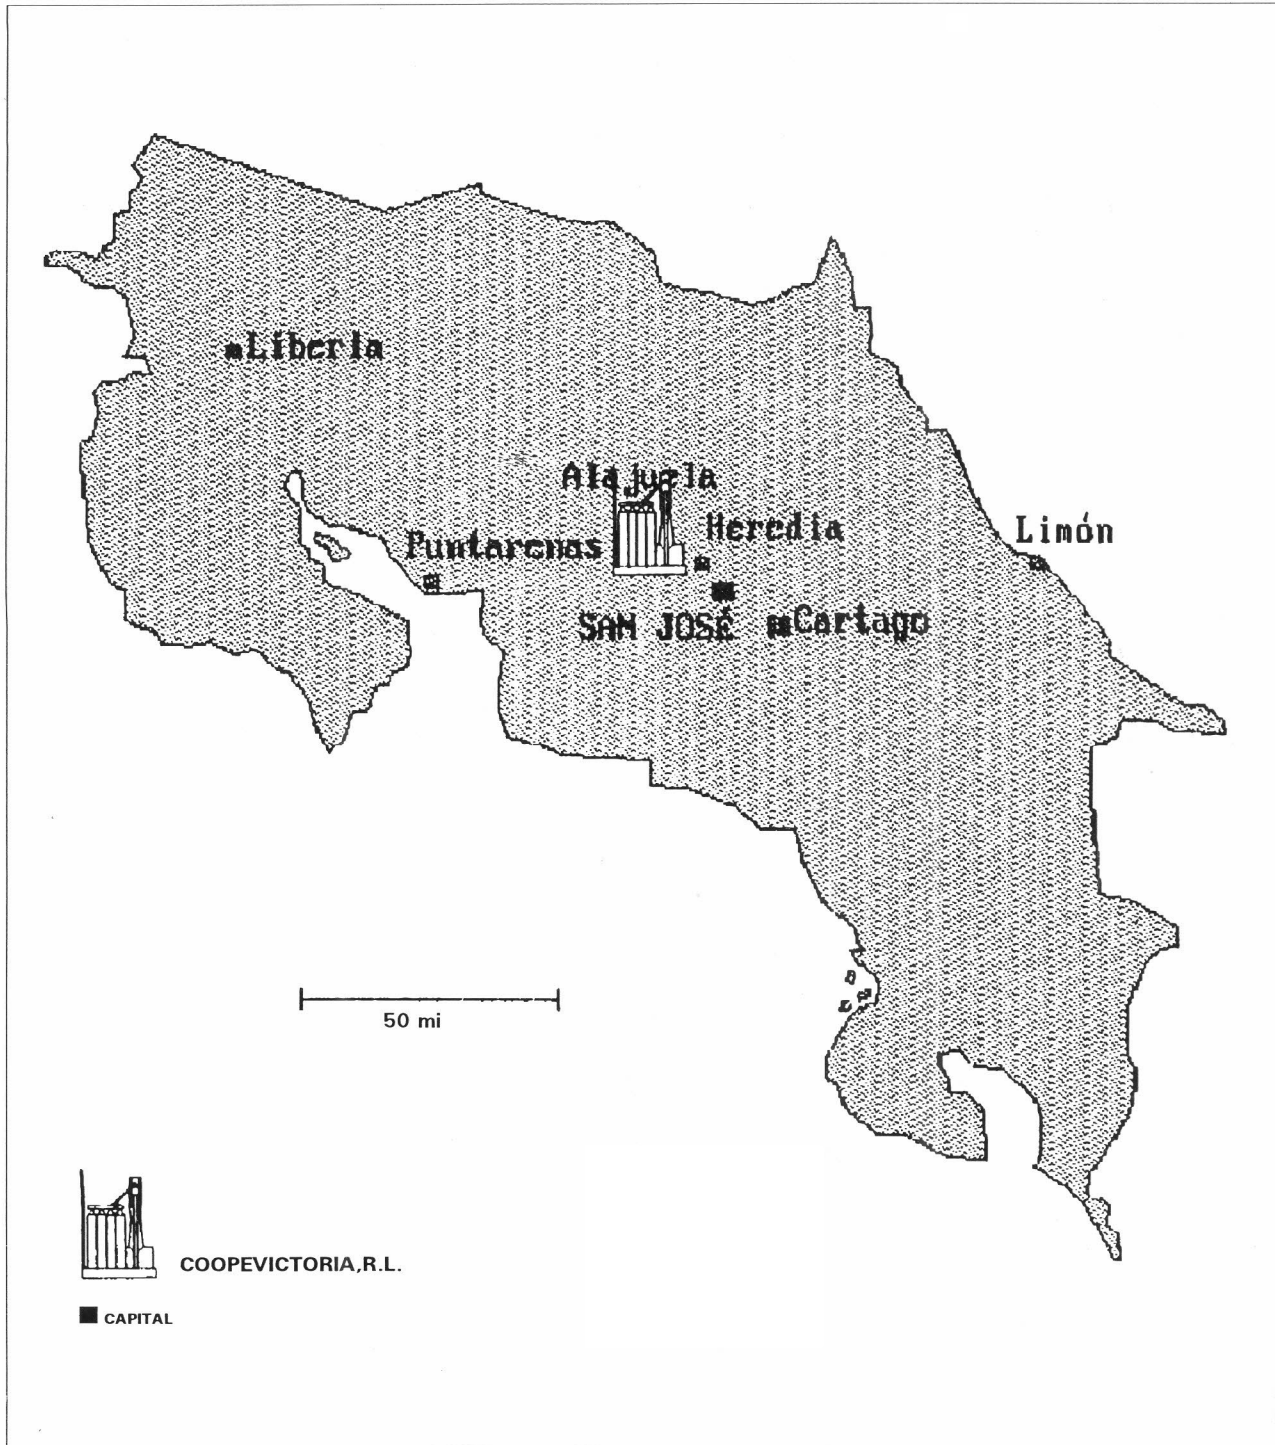 Liberia
Alajuela
Heredia
Limón
Puntarenas
SAN JOSÉ
Cartago
50 mi
COOPEVICTORIA,R.L.
CAPITAL